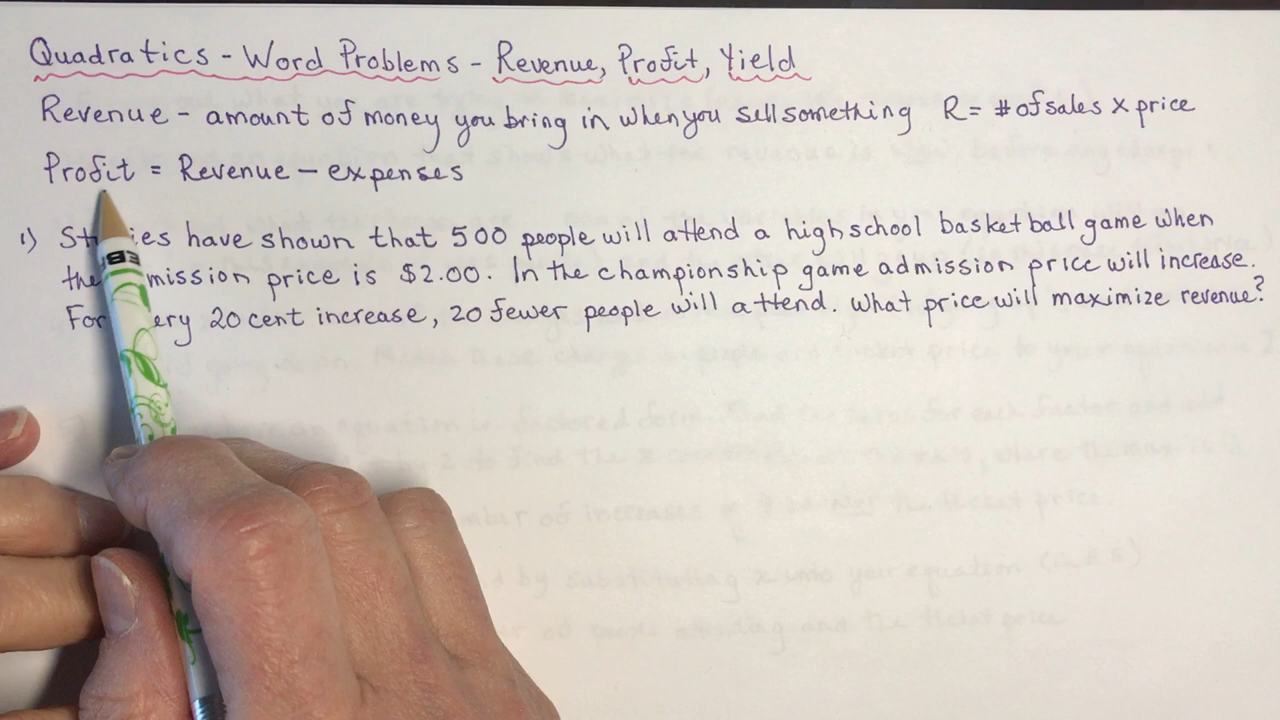 Quadratics - Word Problems - Revenue, Profit, Yield
Revenue - amount of money you bring in when you sell something R = # of sales x price
Profit = Revenue - expenses
1) St ies have shown that 500 people will attend a high school basketball game when
the mission price is $2.00. In the championship game admission price will increase.
For ery 20 cent increase, 20 fewer people will attend. What price will maximize revenue?